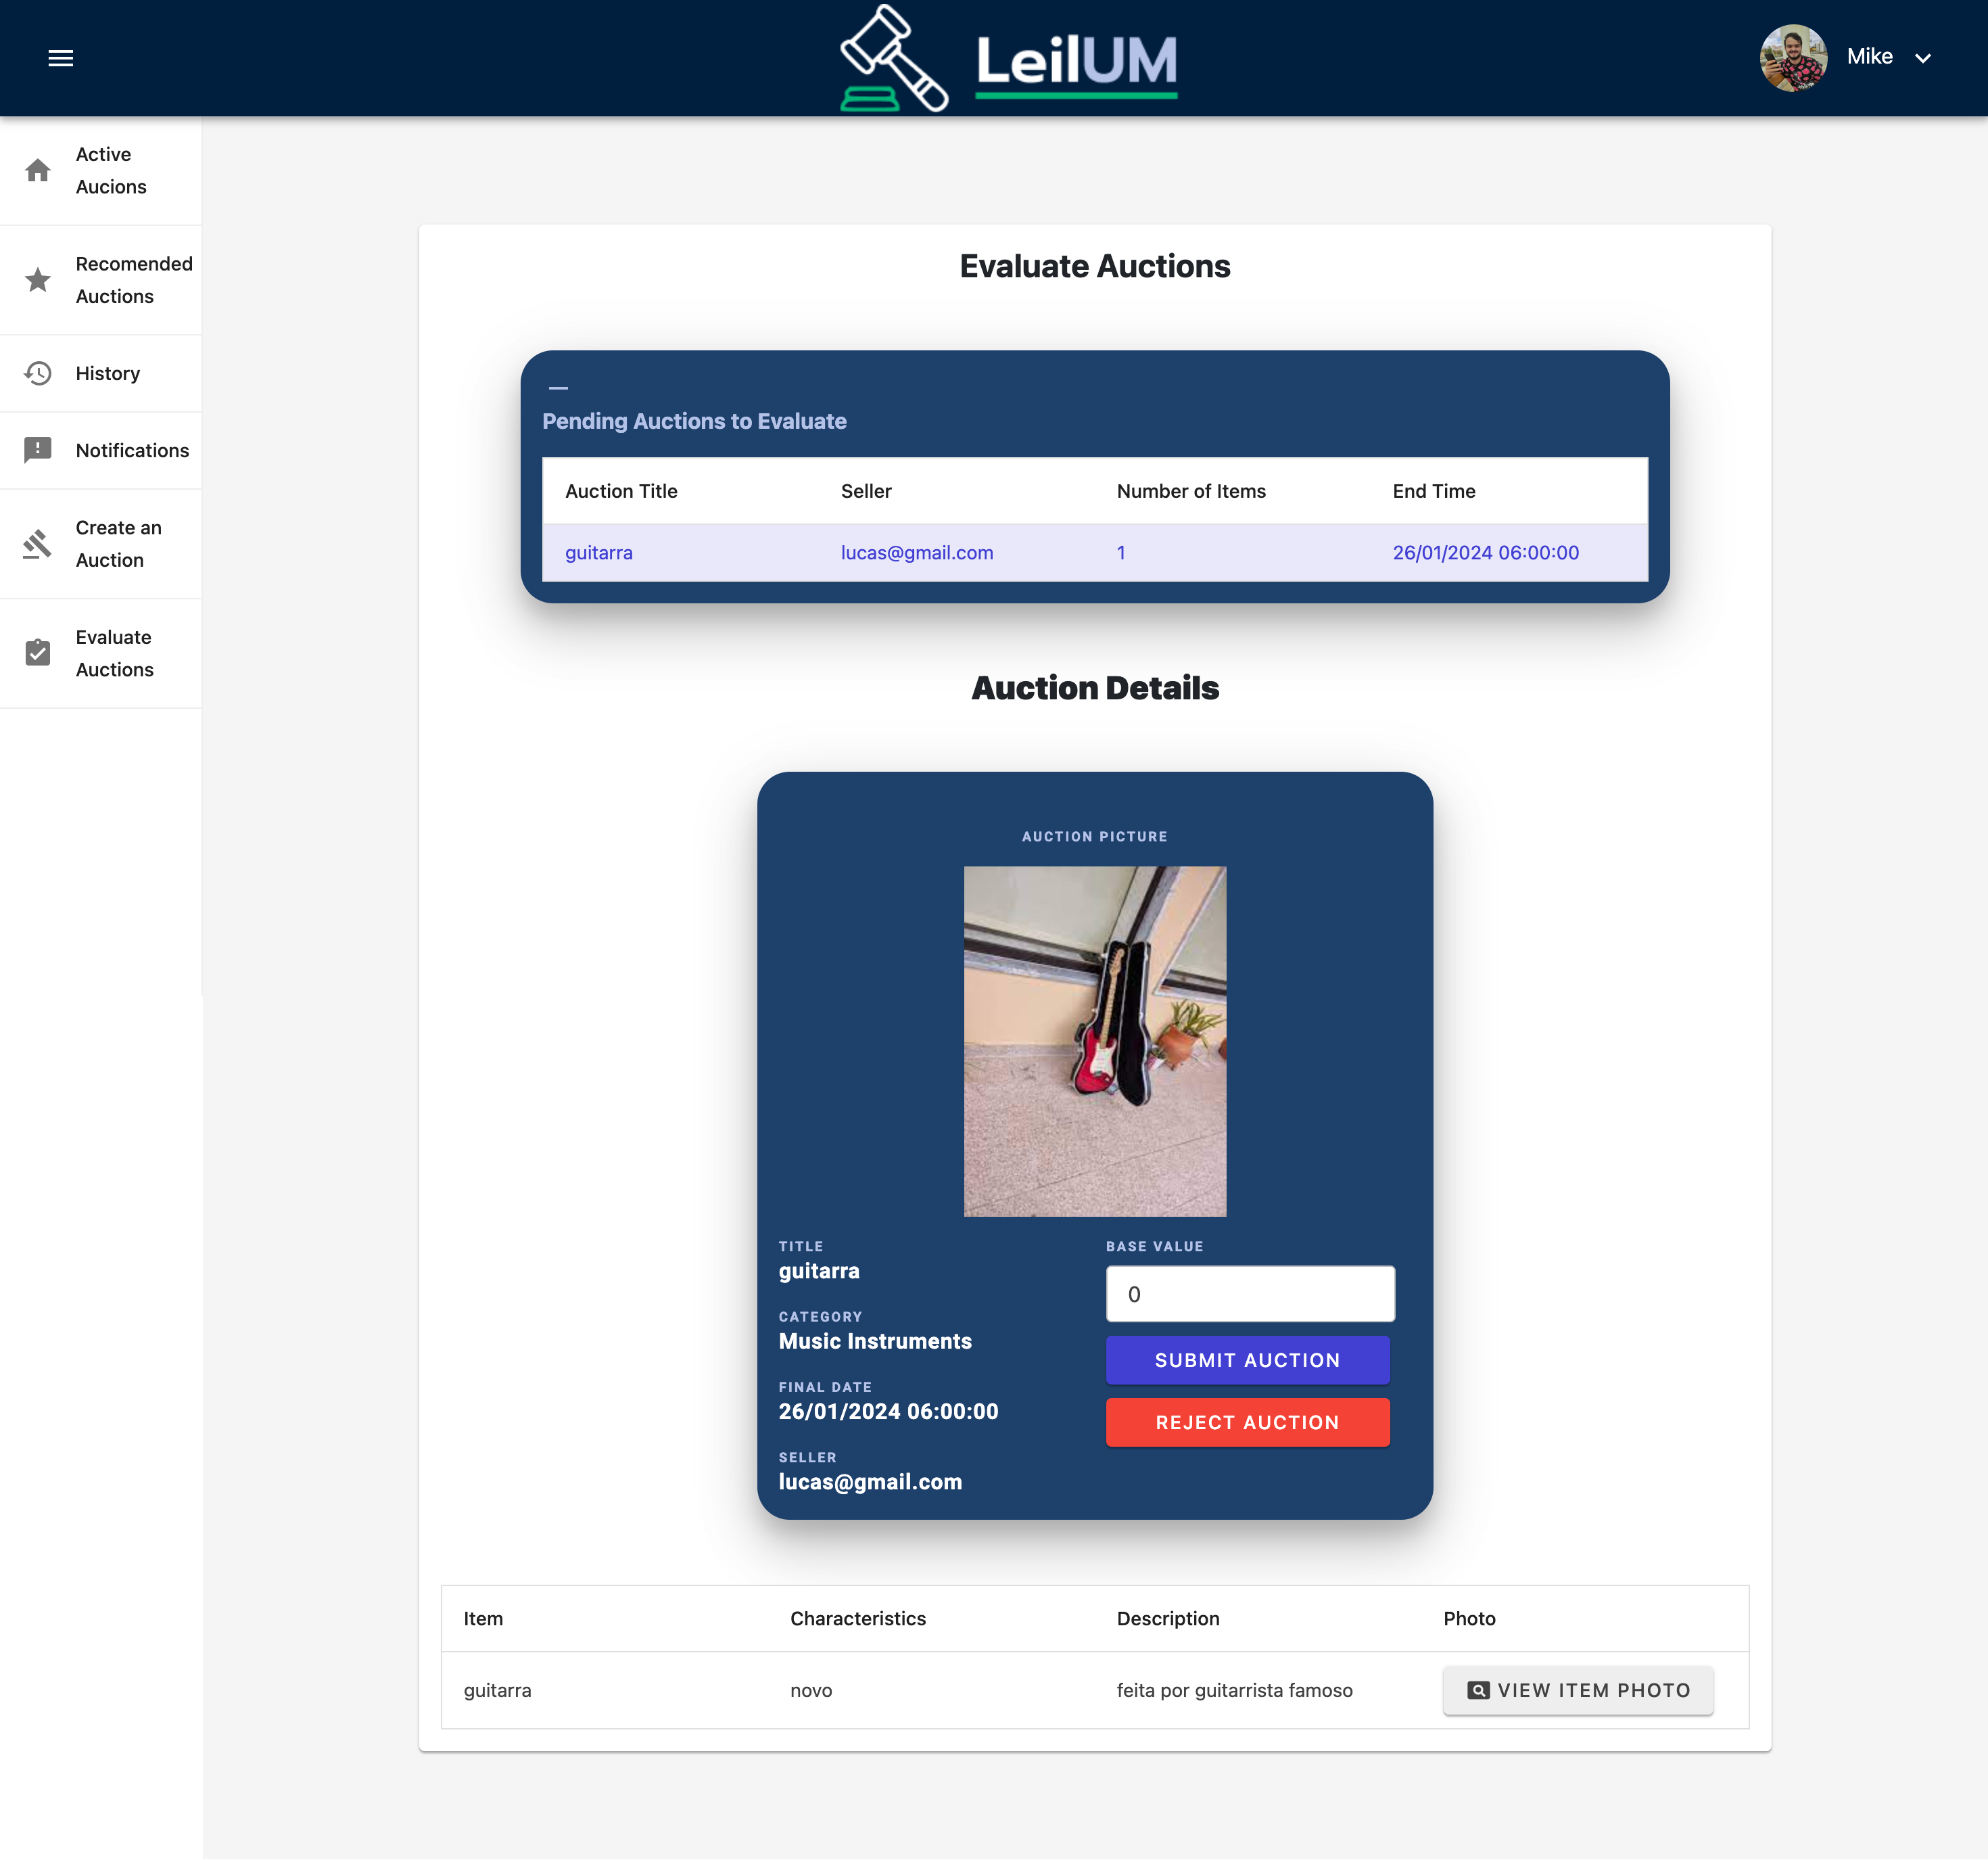 LeilUM
Mike
Active
Aucions
Recomended
Auctions
History
Notifications
Create an
Auction
Evaluate
Auctions
Evaluate Auctions
Pending Auctions to Evaluate
Auction Title Seller Number of Items End Time
guitarra lucas@gmail.com 1 26/01/2024 06:00:00
Auction Details
AUCTION PICTURE
TITLE
guitarra
CATEGORY
Music Instruments
FINAL DATE
26/01/2024 06:00:00
SELLER
lucas@gmail.com
BASE VALUE
0
SUBMIT AUCTION
REJECT AUCTION
Item Characteristics Description Photo
guitarra novo feita por guitarrista famoso VIEW ITEM PHOTO